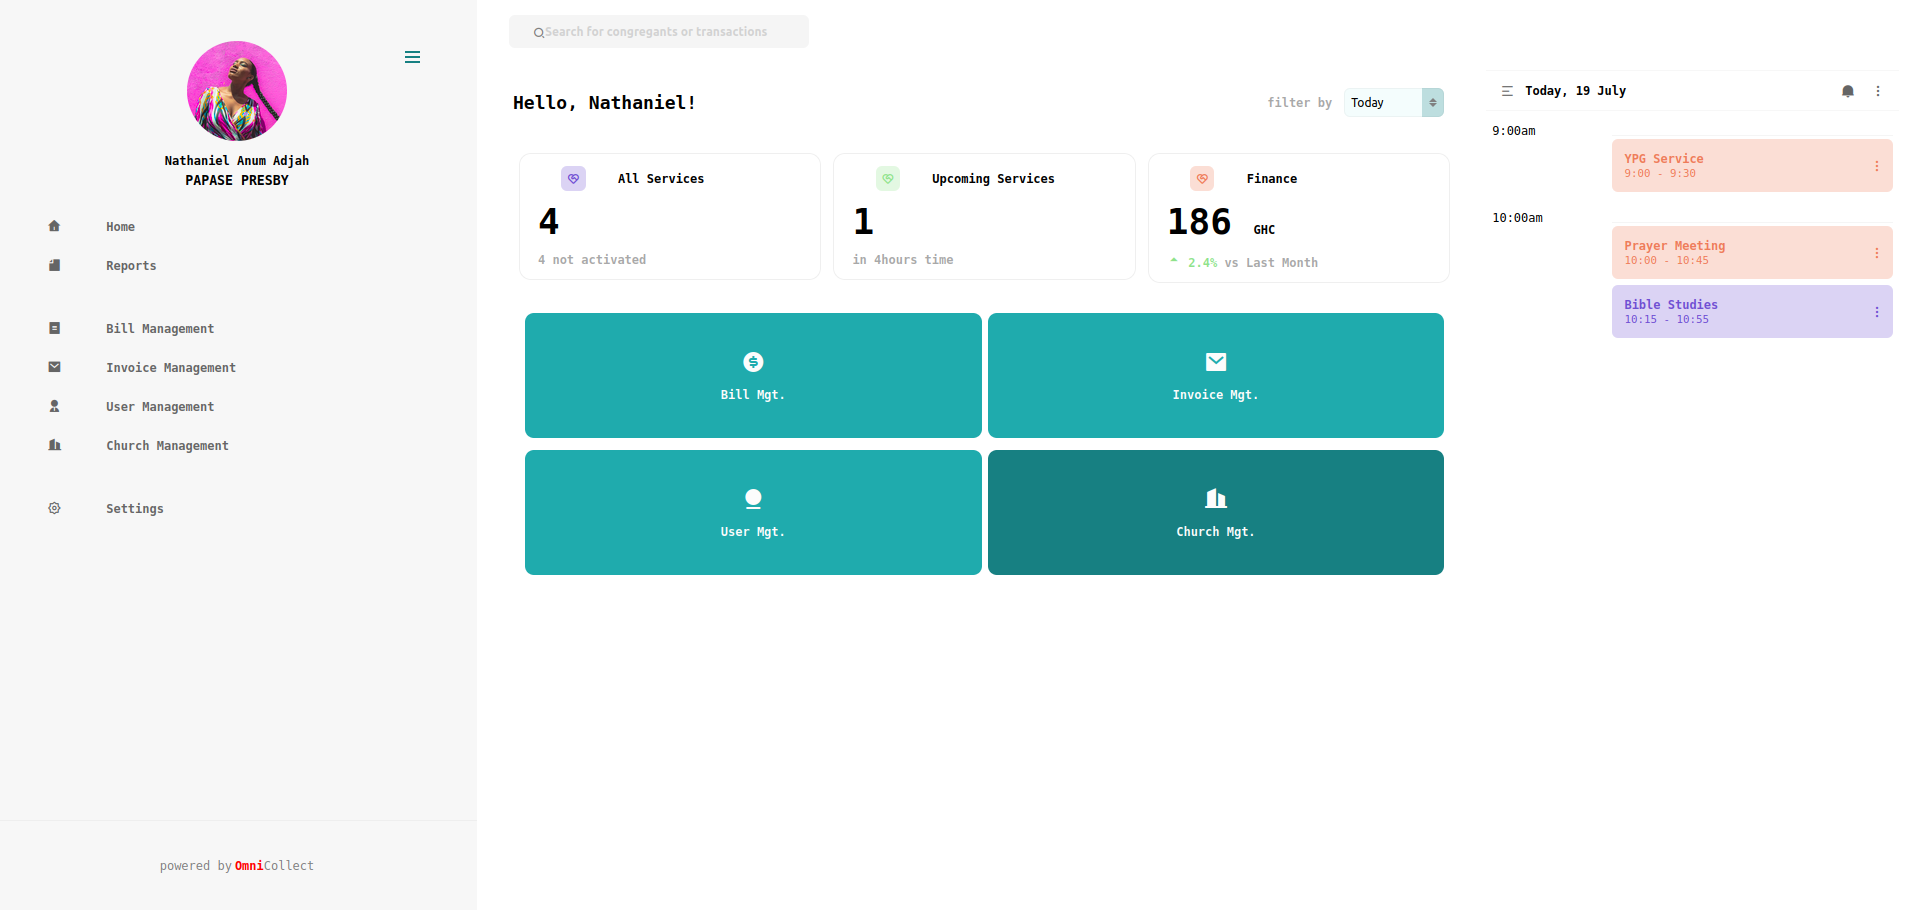 Nathaniel Anum Adjah
PAPASE PRESBY
Home
Reports
Bill Management
Invoice Management
User Management
Church Management
Settings
powered by OmniCollect
Search for congregants or transactions
Hello, Nathaniel!
filter by
Today
All Services
4
4 not activated
Upcoming Services
1
in 4hours time
Finance
186 GHC
2.4% vs Last Month
Bill Mgt.
Invoice Mgt.
User Mgt.
Church Mgt.
Today, 19 July
9:00am
YPG Service
9:00 - 9:30
10:00am
Prayer Meeting
10:00 - 10:45
Bible Studies
10:15 - 10:55